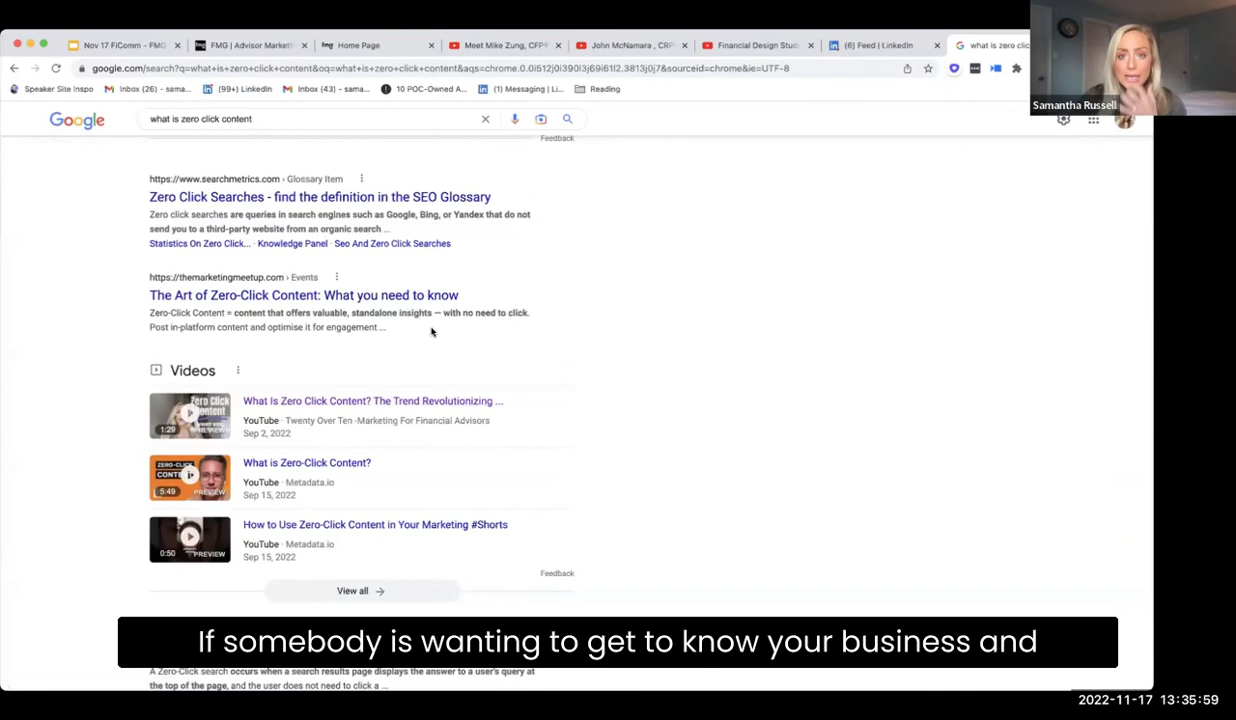 Nov 17 FiComm - FMG
FMG | Advisor Marketi
fmg
Home Page
Meet Mike Zung, CFP®
John McNamara , CRP
Financial Design Stud
(6) Feed | LinkedIn
what is zero clic
google.com/search?q=what+is+zero+click+content&oq=what+is+zero+click+content&aqs=chrome.0.0i512j0i390l3j69i61l2.3813j0j7&sourceid=chrome&ie=UTF-8
Speaker Site Inspo
Inbox (26) - sama...
(99+) LinkedIn
Inbox (43) - sama...
10 POC-Owned A...
(1) Messaging | Li...
Reading
Samantha Russell
Google
what is zero click content
Feedback
https://www.searchmetrics.com › Glossary Item
Zero Click Searches - find the definition in the SEO Glossary
Zero click searches are queries in search engines such as Google, Bing, or Yandex that do not
send you to a third-party website from an organic search ...
Statistics On Zero Click... · Knowledge Panel · Seo And Zero Click Searches
https://themarketingmeetup.com › Events
The Art of Zero-Click Content: What you need to know
Zero-Click Content = content that offers valuable, standalone insights — with no need to click.
Post in-platform content and optimise it for engagement ...
Videos
What Is Zero Click Content? The Trend Revolutionizing ...
YouTube · Twenty Over Ten -Marketing For Financial Advisors
Sep 2, 2022
Zero Click
Content
PREVIEW
1:29
What is Zero-Click Content?
YouTube · Metadata.io
Sep 15, 2022
ZERO-CLICK
CONTENT
PREVIEW
5:49
How to Use Zero-Click Content in Your Marketing #Shorts
YouTube · Metadata.io
Sep 15, 2022
PREVIEW
0:50
Feedback
View all
If somebody is wanting to get to know your business and
A Zero-Click search occurs when a search results page displays the answer to a user's query at
the top of the page, and the user does not need to click a ...
2022-11-17 13:35:59